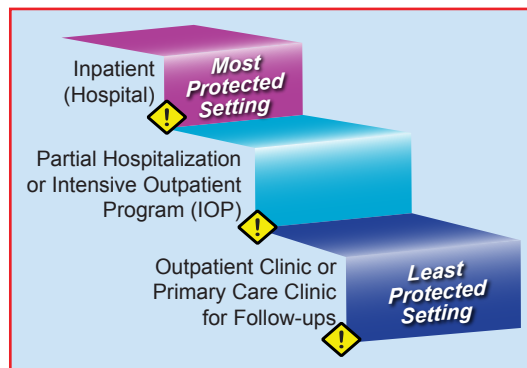 Inpatient
(Hospital)
Most
Protected
Setting
!
Partial Hospitalization
or Intensive Outpatient
Program (IOP)
!
Outpatient Clinic or
Primary Care Clinic
for Follow-ups
Least
Protected
Setting
!